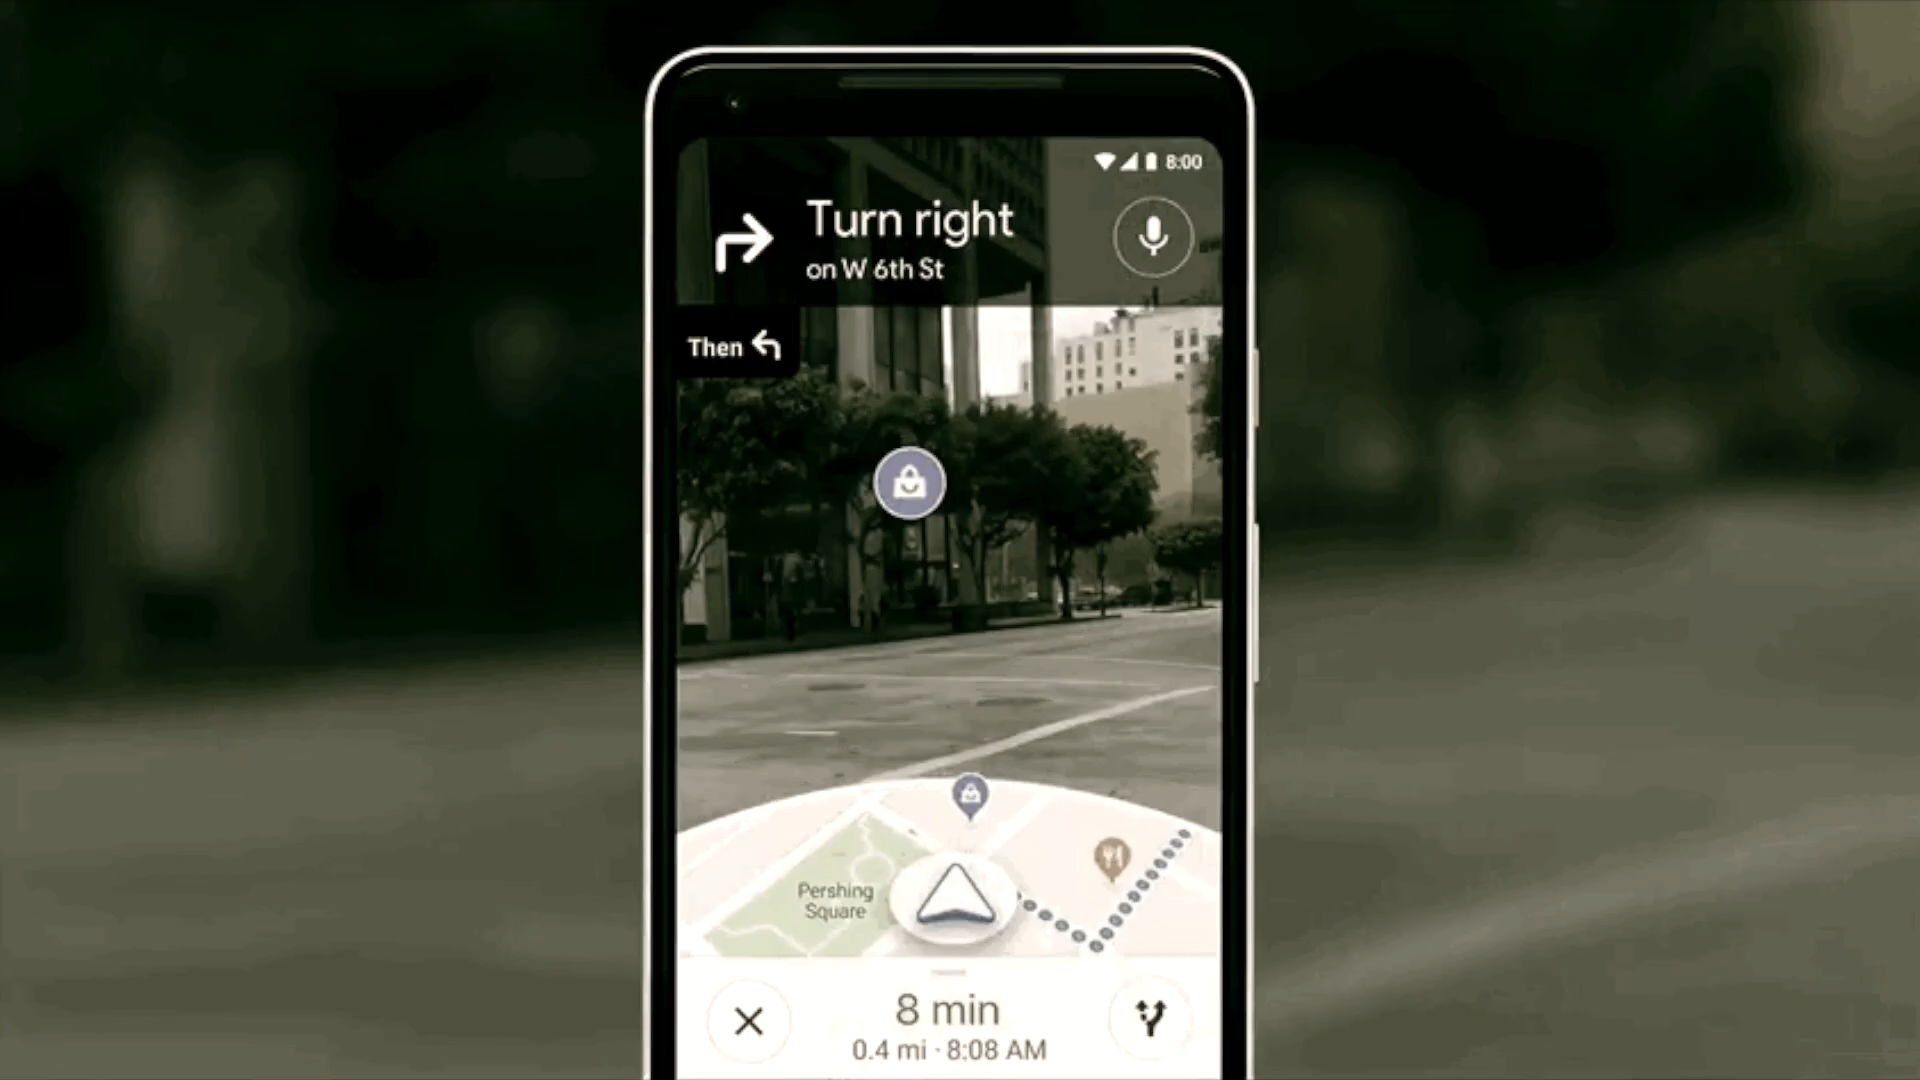 8:00
Turn right
on W 6th St
Then
Pershing
Square
8 min
0.4 mi · 8:08 AM